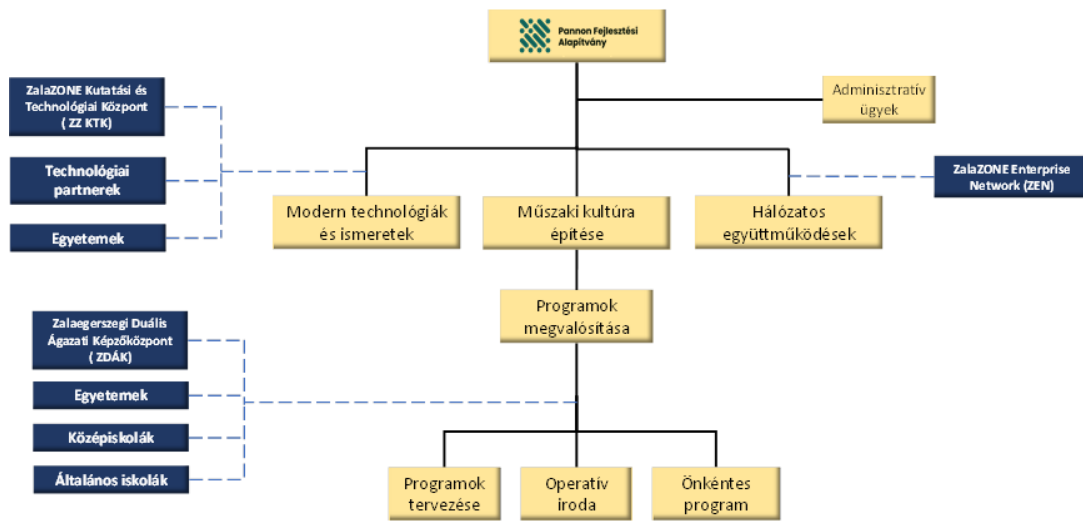 Pannon Fejlesztési
Alapítvány
ZalaZONE Kutatási és
Technológiai Központ
( ZZ KTK)
Adminisztratív
ügyek
Technológiai
partnerek
ZalaZONE Enterprise
Network (ZEN)
Egyetemek
Modern technológiák
és ismeretek
Műszaki kultúra
építése
Hálózatos
együttműködések
Programok
megvalósítása
Zalaegerszegi Duális
Ágazati Képzőközpont
( ZDÁK)
Egyetemek
Középiskolák
Általános iskolák
Programok
tervezése
Operatív
iroda
Önkéntes
program